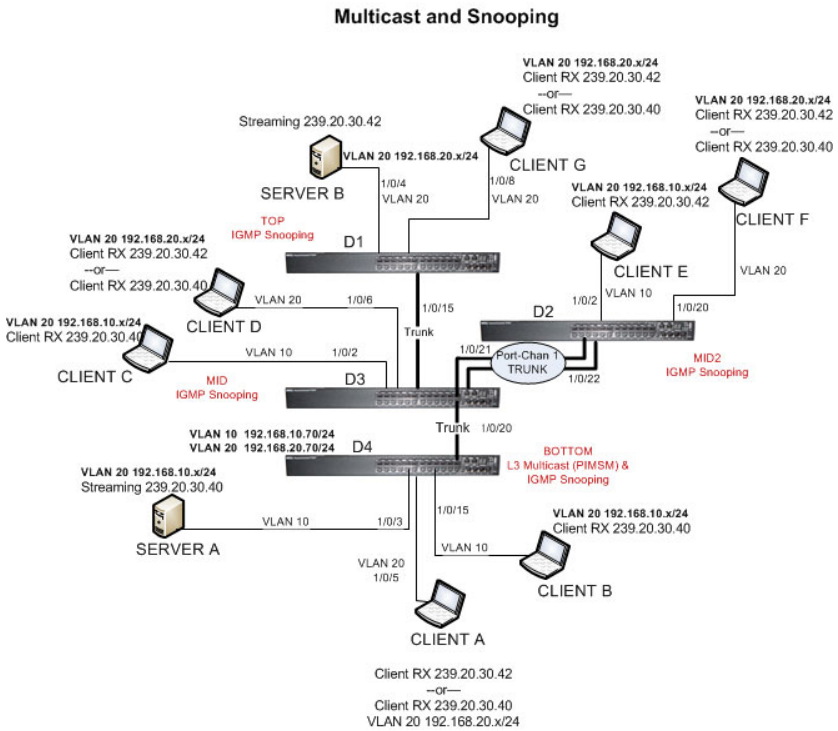 Multicast and Snooping
VLAN 20 192.168.20.x/24
Client RX 239.20.30.42
--or—
Client RX 239.20.30.40
VLAN 20 192.168.20.x/24
Client RX 239.20.30.42
--or—
Client RX 239.20.30.40
Streaming 239.20.30.42
VLAN 20 192.168.20.x/24
CLIENT G
SERVER B
1/0/4
VLAN 20
1/0/8
VLAN 20
VLAN 20 192.168.10.x/24
Client RX 239.20.30.42
CLIENT F
TOP
IGMP Snooping
D1
VLAN 20 192.168.20.x/24
Client RX 239.20.30.42
--or—
Client RX 239.20.30.40
CLIENT E
VLAN 20
VLAN 20
1/0/6
1/0/15
1/0/2
VLAN 10
1/0/20
D2
CLIENT D
Trunk
VLAN 20 192.168.10.x/24
Client RX 239.20.30.40
VLAN 10
1/0/2
1/0/21
Port-Chan 1
TRUNK
1/0/22
MID2
IGMP Snooping
CLIENT C
MID
IGMP Snooping
D3
Trunk
1/0/20
VLAN 10 192.168.10.70/24
VLAN 20 192.168.20.70/24
D4
BOTTOM
L3 Multicast (PIMSM) &
IGMP Snooping
VLAN 20 192.168.10.x/24
Streaming 239.20.30.40
1/0/15
VLAN 20 192.168.10.x/24
Client RX 239.20.30.40
VLAN 10
1/0/3
SERVER A
VLAN 10
VLAN 20
1/0/5
CLIENT B
CLIENT A
Client RX 239.20.30.42
--or—
Client RX 239.20.30.40
VLAN 20 192.168.20.x/24